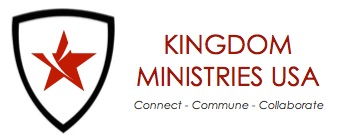 KINGDOM
MINISTRIES USA
Connect - Commune - Collaborate